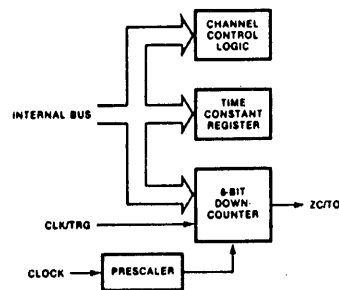 CHANNEL
CONTROL
LOGIC
INTERNAL BUS
TIME
CONSTANT
REGISTER
8-BIT
DOWN-
COUNTER
ZC/TO
CLK/TRG
CLOCK
PRESCALER